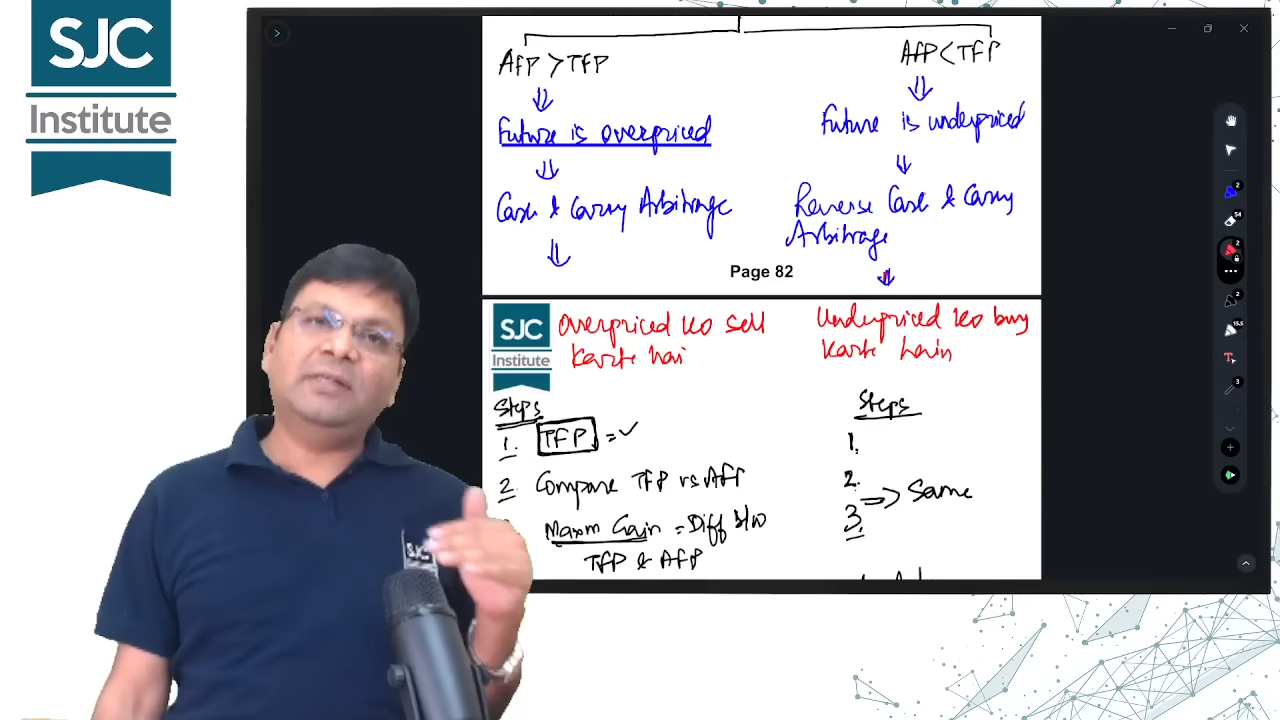 SJC
Institute
AFP > TFP
AFP < TFP
Future is overpriced
Future is underpriced
Cash & Carry Arbitrage
Reverse Cash & Carry
Arbitrage
Page 82
SJC
Institute
Overpriced ko sell
Karte hai
Underpriced ko buy
Karte hain
Steps
1. TFP =
2. Compare TFP vs AFP
Maxm Gain = Diff b/w
TFP & AFP
Steps
1.
2.
3.
⇒ Same
SJC